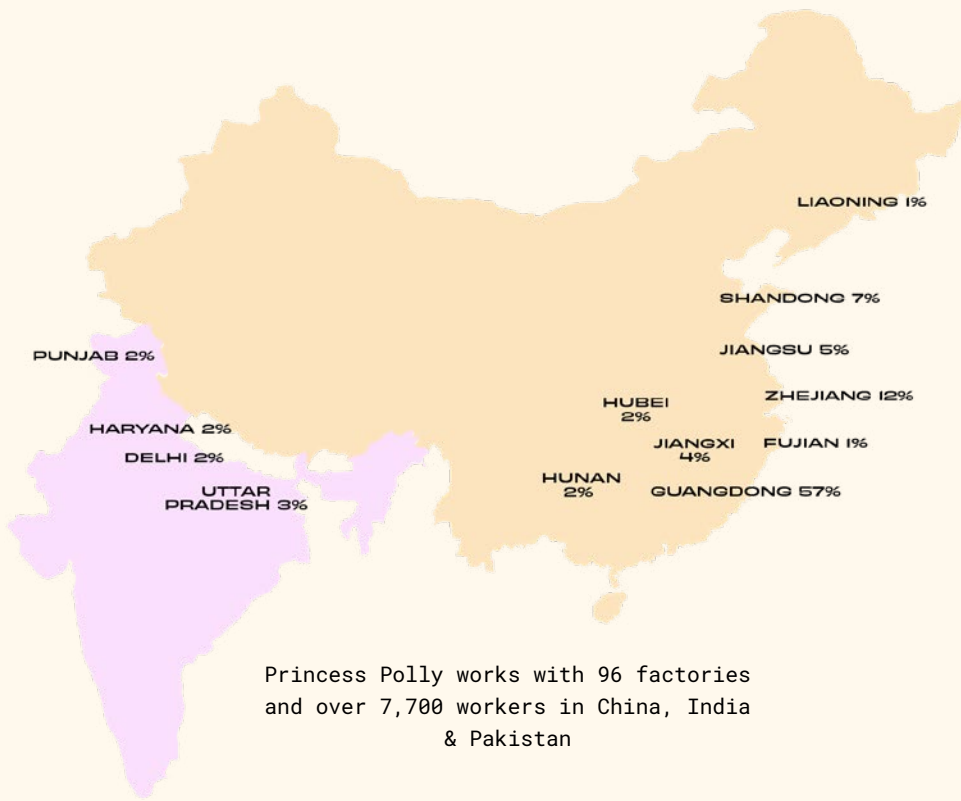 LIAONING 1%
SHANDONG 7%
PUNJAB 2%
JIANGSU 5%
ZHEJIANG 12%
HUBEI
2%
HARYANA 2%
JIANGXI
4%
FUJIAN 1%
DELHI 2%
HUNAN
2%
UTTAR
PRADESH 3%
GUANGDONG 57%
Princess Polly works with 96 factories
and over 7,700 workers in China, India
& Pakistan